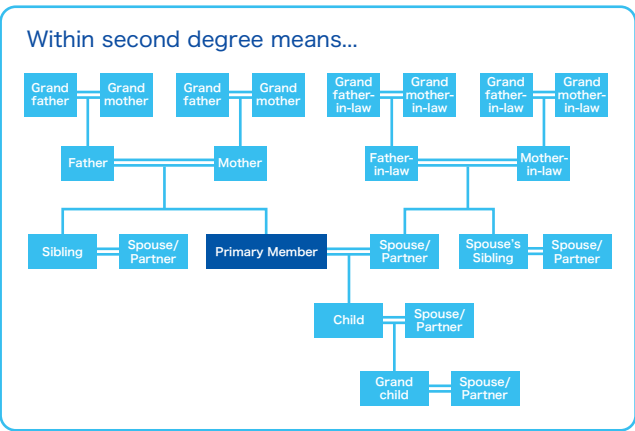 Within second degree means...
Grand
father
Grand
mother
Grand
father
Grand
mother
Grand
father-
in-law
Grand
mother-
in-law
Grand
father-
in-law
Grand
mother-
in-law
Father
Mother
Father-
in-law
Mother-
in-law
Sibling
Spouse/
Partner
Primary Member
Spouse/
Partner
Spouse's
Sibling
Spouse/
Partner
Child
Spouse/
Partner
Grand
child
Spouse/
Partner